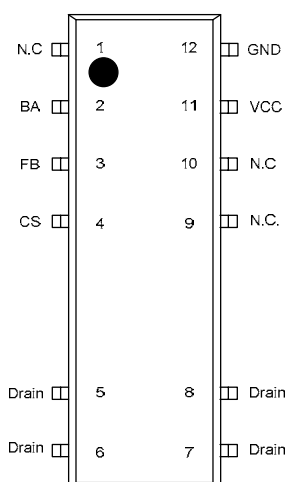 N.C 1 12 GND
BA 2 11 VCC
FB 3 10 N.C
CS 4 9 N.C.
Drain 5 8 Drain
Drain 6 7 Drain